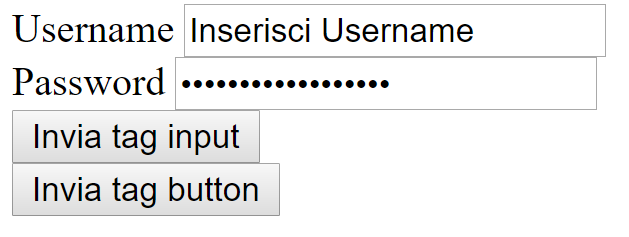 Username Inserisci Username
Password ••••••••••••••••••
Invia tag input
Invia tag button